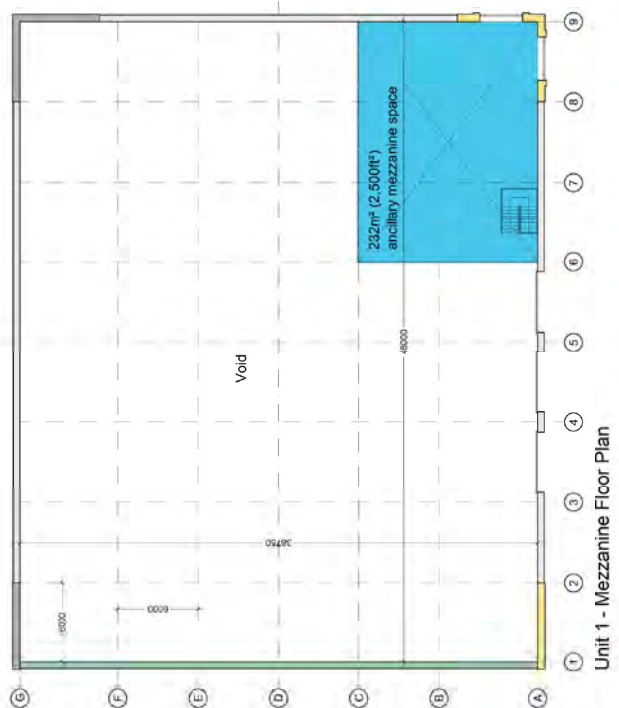 9
8
7
6
5
4
3
2
1
G
F
E
D
C
B
A
232m² (2,500ft²)
ancillary mezzanine space
Void
48000
38750
6000
6000
Unit 1 - Mezzanine Floor Plan